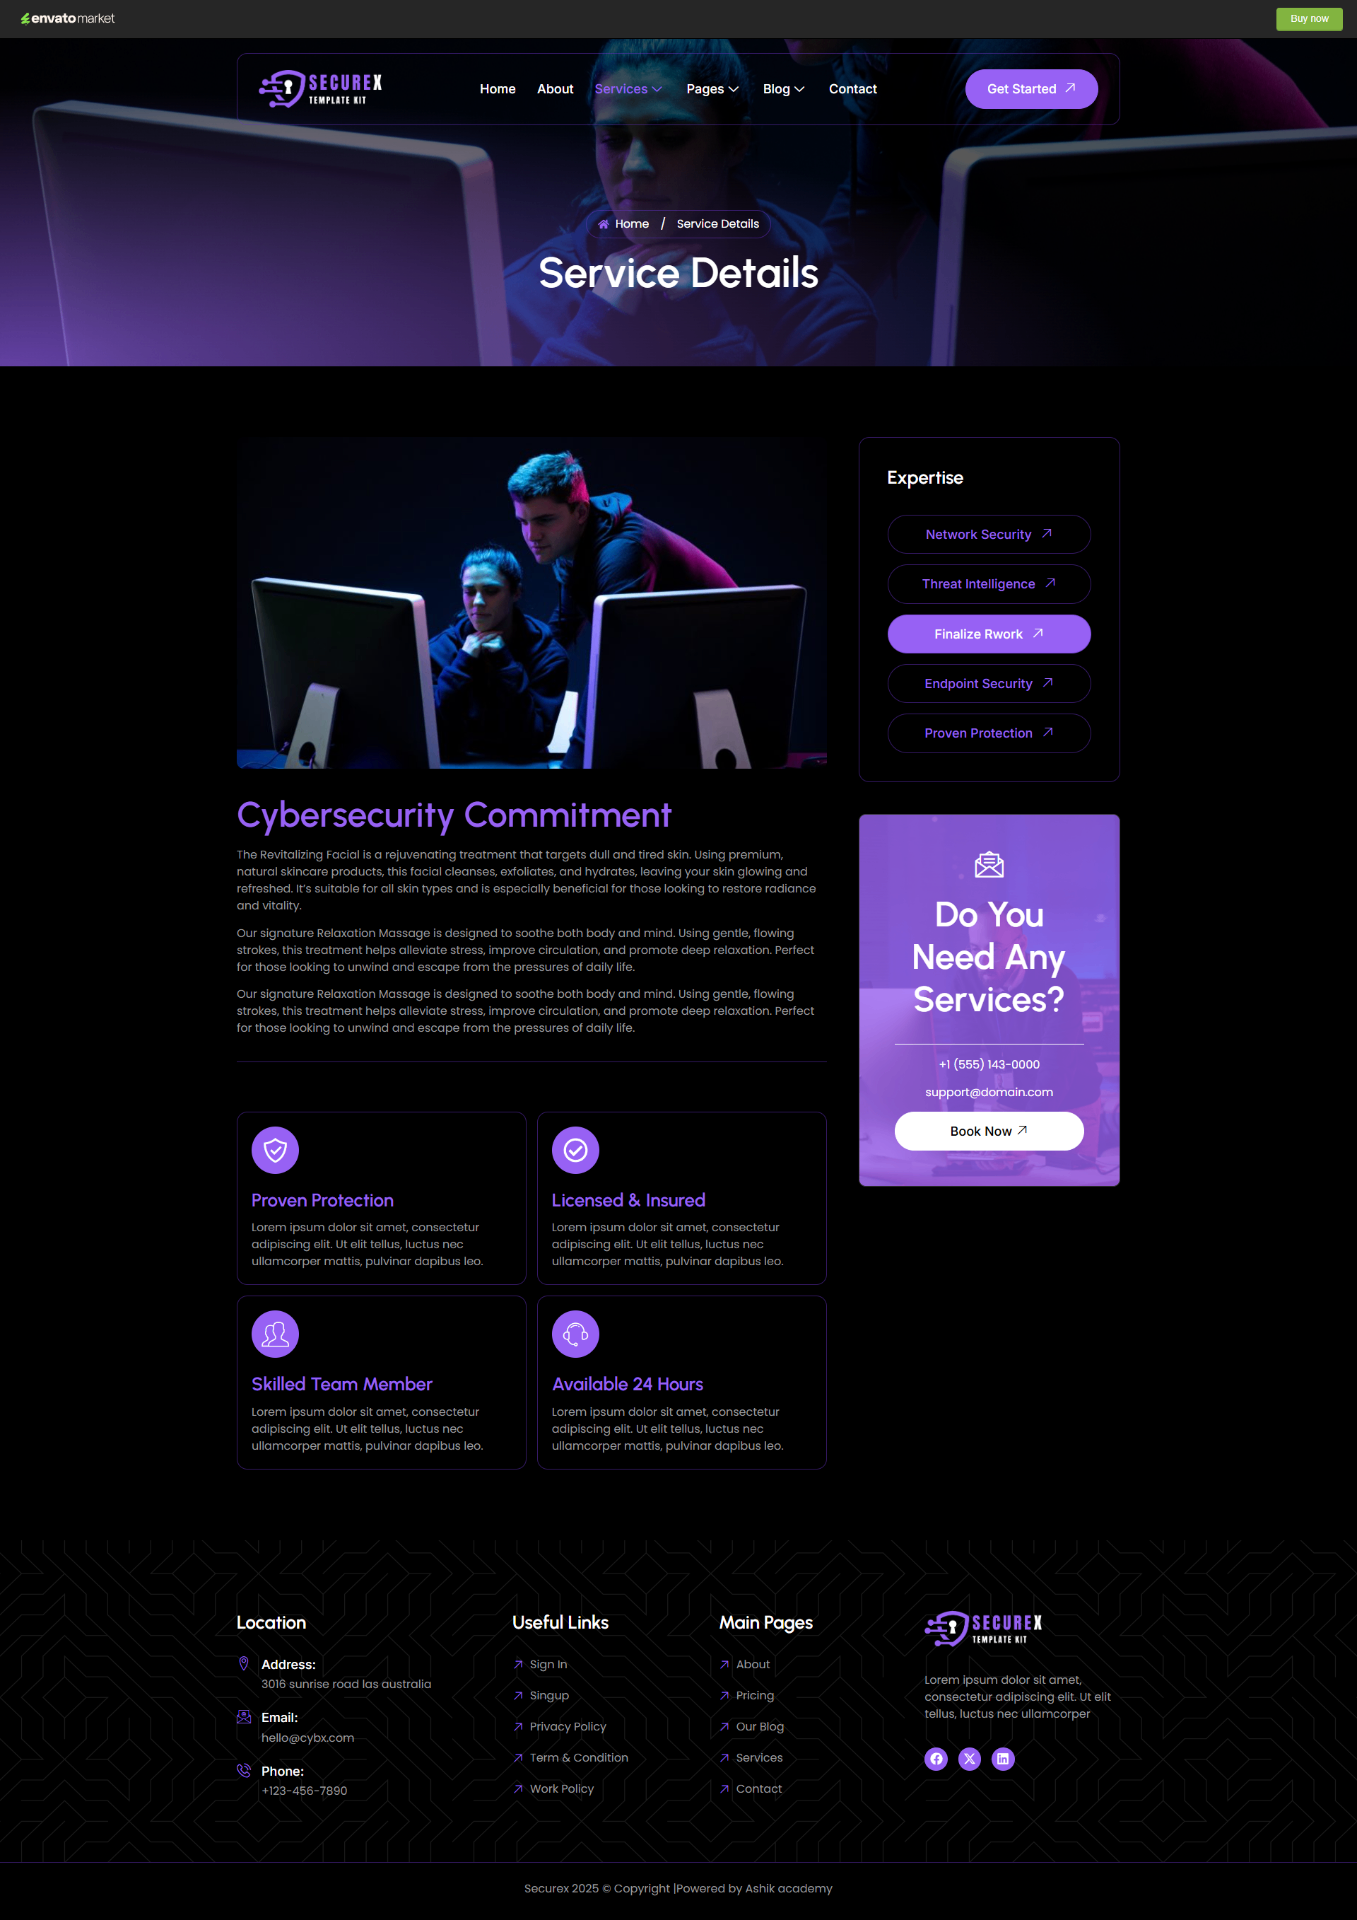 envato market
Buy now
SECUREX
TEMPLATE KIT
Home
About
Services
Pages
Blog
Contact
Get Started
Home / Service Details
Service Details
Expertise
Network Security
Threat Intelligence
Finalize Rwork
Endpoint Security
Proven Protection
Cybersecurity Commitment
The Revitalizing Facial is a rejuvenating treatment that targets dull and tired skin. Using premium,
natural skincare products, this facial cleanses, exfoliates, and hydrates, leaving your skin glowing and
refreshed. It's suitable for all skin types and is especially beneficial for those looking to restore radiance
and vitality.
Our signature Relaxation Massage is designed to soothe both body and mind. Using gentle, flowing
strokes, this treatment helps alleviate stress, improve circulation, and promote deep relaxation. Perfect
for those looking to unwind and escape from the pressures of daily life.
Our signature Relaxation Massage is designed to soothe both body and mind. Using gentle, flowing
strokes, this treatment helps alleviate stress, improve circulation, and promote deep relaxation. Perfect
for those looking to unwind and escape from the pressures of daily life.
Do You
Need Any
Services?
+1 (555) 143-0000
support@domain.com
Book Now
Proven Protection
Lorem ipsum dolor sit amet, consectetur
adipiscing elit. Ut elit tellus, luctus nec
ullamcorper mattis, pulvinar dapibus leo.
Licensed & Insured
Lorem ipsum dolor sit amet, consectetur
adipiscing elit. Ut elit tellus, luctus nec
ullamcorper mattis, pulvinar dapibus leo.
Skilled Team Member
Lorem ipsum dolor sit amet, consectetur
adipiscing elit. Ut elit tellus, luctus nec
ullamcorper mattis, pulvinar dapibus leo.
Available 24 Hours
Lorem ipsum dolor sit amet, consectetur
adipiscing elit. Ut elit tellus, luctus nec
ullamcorper mattis, pulvinar dapibus leo.
Location
Address:
3016 sunrise road las australia
Email:
hello@cybx.com
Phone:
+123-456-7890
Useful Links
Sign In
Singup
Privacy Policy
Term & Condition
Work Policy
Main Pages
About
Pricing
Our Blog
Services
Contact
SECUREX
TEMPLATE KIT
Lorem ipsum dolor sit amet,
consectetur adipiscing elit. Ut elit
tellus, luctus nec ullamcorper
Securex 2025 © Copyright |Powered by Ashik academy